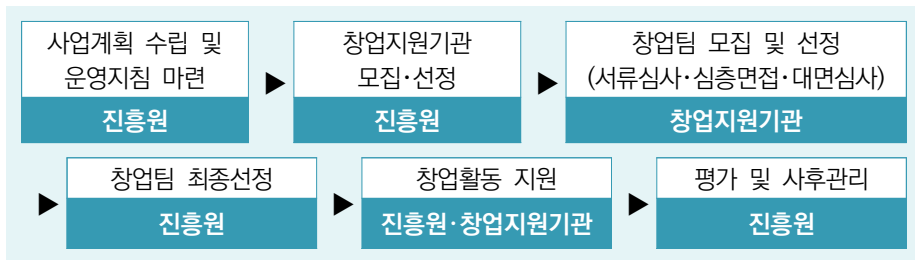 사업계획 수립 및
운영지침 마련
진흥원
▶
창업지원기관
모집·선정
진흥원
▶
창업팀 모집 및 선정
(서류심사·심층면접·대면심사)
창업지원기관
▶
창업팀 최종선정
진흥원
▶
창업활동 지원
진흥원·창업지원기관
▶
평가 및 사후관리
진흥원